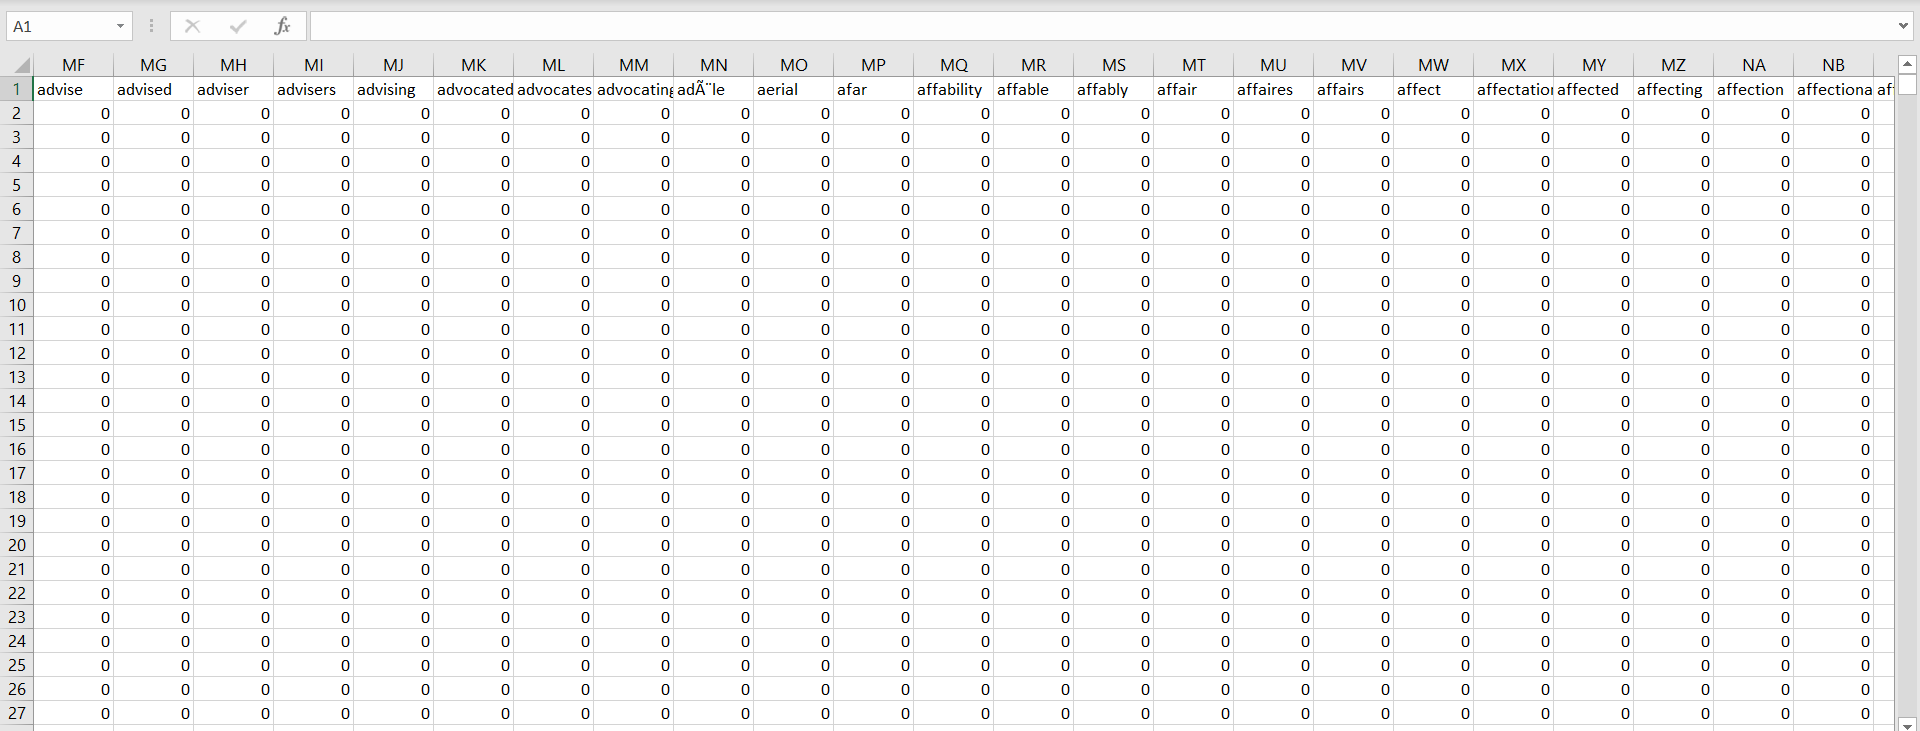 A1 fx
MF MG MH MI MJ MK ML MM MN MO MP MQ MR MS MT MU MV MW MX MY MZ NA NB
1 advise advised adviser advisers advising advocated advocates advocating adÃ¨le aerial afar affability affable affably affair affaires affairs affect affectation affected affecting affection affectiona af
2 0 0 0 0 0 0 0 0 0 0 0 0 0 0 0 0 0 0 0 0 0 0 0
3 0 0 0 0 0 0 0 0 0 0 0 0 0 0 0 0 0 0 0 0 0 0 0
4 0 0 0 0 0 0 0 0 0 0 0 0 0 0 0 0 0 0 0 0 0 0 0
5 0 0 0 0 0 0 0 0 0 0 0 0 0 0 0 0 0 0 0 0 0 0 0
6 0 0 0 0 0 0 0 0 0 0 0 0 0 0 0 0 0 0 0 0 0 0 0
7 0 0 0 0 0 0 0 0 0 0 0 0 0 0 0 0 0 0 0 0 0 0 0
8 0 0 0 0 0 0 0 0 0 0 0 0 0 0 0 0 0 0 0 0 0 0 0
9 0 0 0 0 0 0 0 0 0 0 0 0 0 0 0 0 0 0 0 0 0 0 0
10 0 0 0 0 0 0 0 0 0 0 0 0 0 0 0 0 0 0 0 0 0 0 0
11 0 0 0 0 0 0 0 0 0 0 0 0 0 0 0 0 0 0 0 0 0 0 0
12 0 0 0 0 0 0 0 0 0 0 0 0 0 0 0 0 0 0 0 0 0 0 0
13 0 0 0 0 0 0 0 0 0 0 0 0 0 0 0 0 0 0 0 0 0 0 0
14 0 0 0 0 0 0 0 0 0 0 0 0 0 0 0 0 0 0 0 0 0 0 0
15 0 0 0 0 0 0 0 0 0 0 0 0 0 0 0 0 0 0 0 0 0 0 0
16 0 0 0 0 0 0 0 0 0 0 0 0 0 0 0 0 0 0 0 0 0 0 0
17 0 0 0 0 0 0 0 0 0 0 0 0 0 0 0 0 0 0 0 0 0 0 0
18 0 0 0 0 0 0 0 0 0 0 0 0 0 0 0 0 0 0 0 0 0 0 0
19 0 0 0 0 0 0 0 0 0 0 0 0 0 0 0 0 0 0 0 0 0 0 0
20 0 0 0 0 0 0 0 0 0 0 0 0 0 0 0 0 0 0 0 0 0 0 0
21 0 0 0 0 0 0 0 0 0 0 0 0 0 0 0 0 0 0 0 0 0 0 0
22 0 0 0 0 0 0 0 0 0 0 0 0 0 0 0 0 0 0 0 0 0 0 0
23 0 0 0 0 0 0 0 0 0 0 0 0 0 0 0 0 0 0 0 0 0 0 0
24 0 0 0 0 0 0 0 0 0 0 0 0 0 0 0 0 0 0 0 0 0 0 0
25 0 0 0 0 0 0 0 0 0 0 0 0 0 0 0 0 0 0 0 0 0 0 0
26 0 0 0 0 0 0 0 0 0 0 0 0 0 0 0 0 0 0 0 0 0 0 0
27 0 0 0 0 0 0 0 0 0 0 0 0 0 0 0 0 0 0 0 0 0 0 0